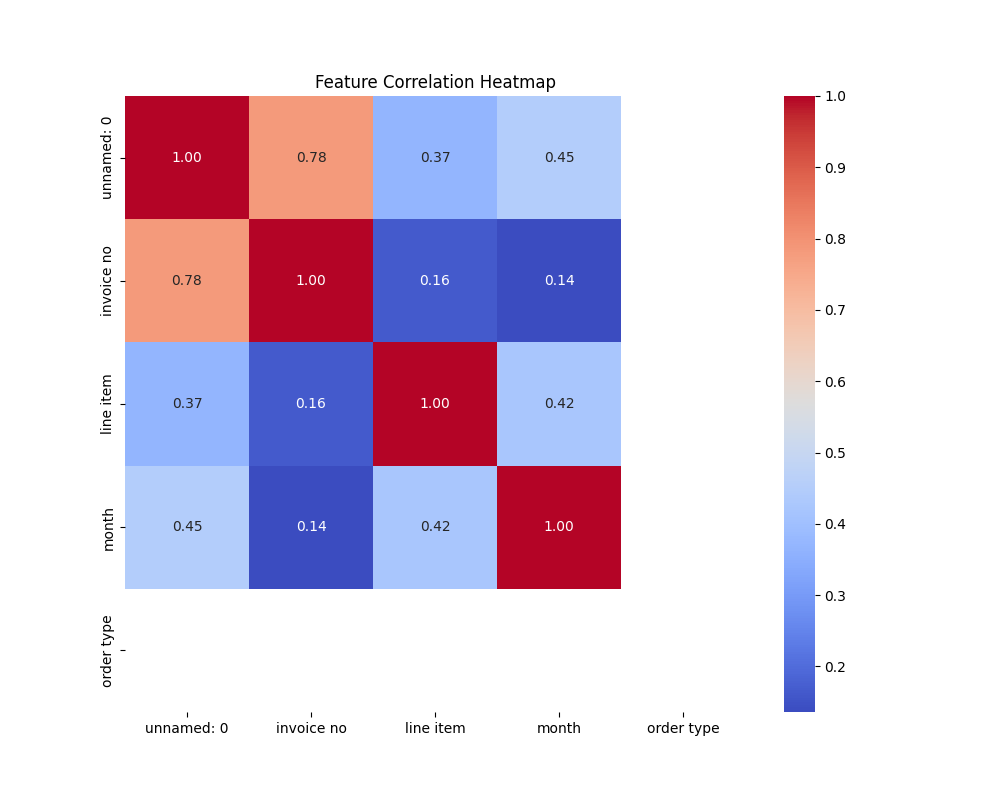 Feature Correlation Heatmap
unnamed: 0
1.00 0.78 0.37 0.45
invoice no
0.78 1.00 0.16 0.14
line item
0.37 0.16 1.00 0.42
month
0.45 0.14 0.42 1.00
order type
unnamed: 0 invoice no line item month order type
1.0
0.9
0.8
0.7
0.6
0.5
0.4
0.3
0.2